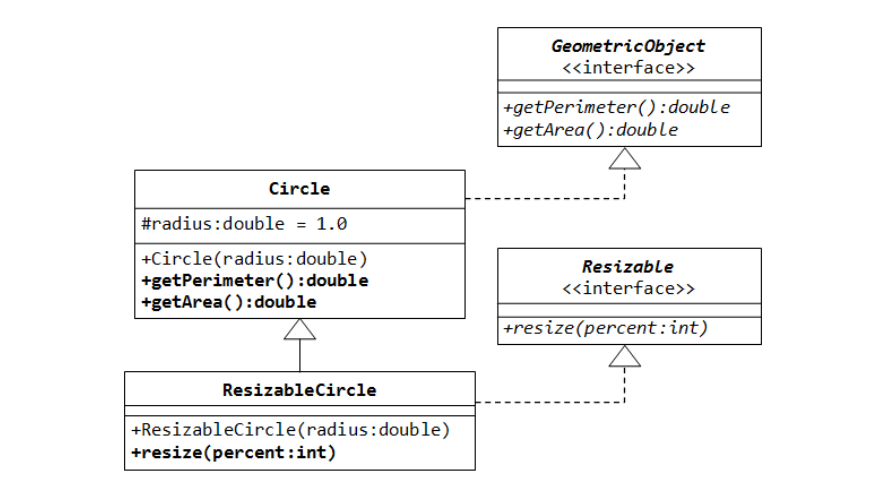 GeometricObject
<<interface>>
+getPerimeter():double
+getArea():double
Circle
#radius:double = 1.0
+Circle(radius:double)
+getPerimeter():double
+getArea():double
Resizable
<<interface>>
+resize(percent:int)
ResizableCircle
+ResizableCircle(radius:double)
+resize(percent:int)